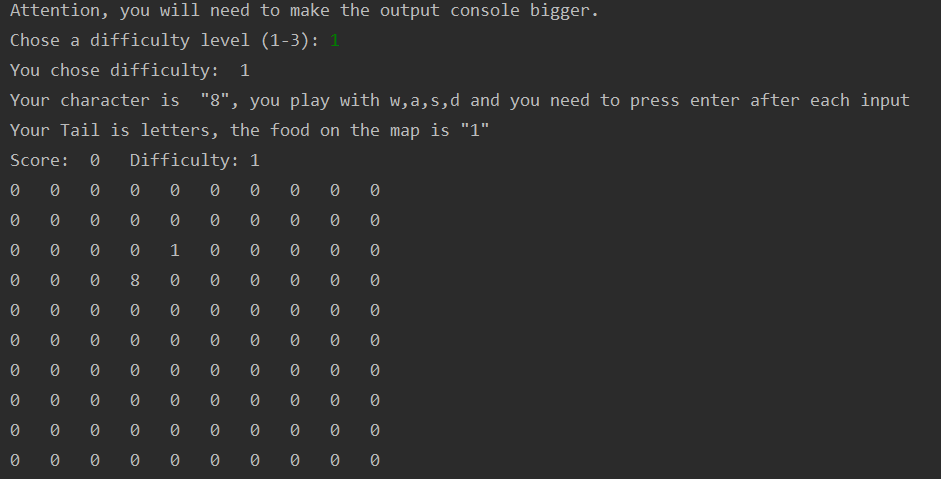 Attention, you will need to make the output console bigger.
Chose a difficulty level (1-3): 1
You chose difficulty:  1
Your character is  "8", you play with w,a,s,d and you need to press enter after each input
Your Tail is letters, the food on the map is "1"
Score:  0   Difficulty: 1
0   0   0   0   0   0   0   0   0   0
0   0   0   0   0   0   0   0   0   0
0   0   0   0   1   0   0   0   0   0
0   0   0   8   0   0   0   0   0   0
0   0   0   0   0   0   0   0   0   0
0   0   0   0   0   0   0   0   0   0
0   0   0   0   0   0   0   0   0   0
0   0   0   0   0   0   0   0   0   0
0   0   0   0   0   0   0   0   0   0
0   0   0   0   0   0   0   0   0   0